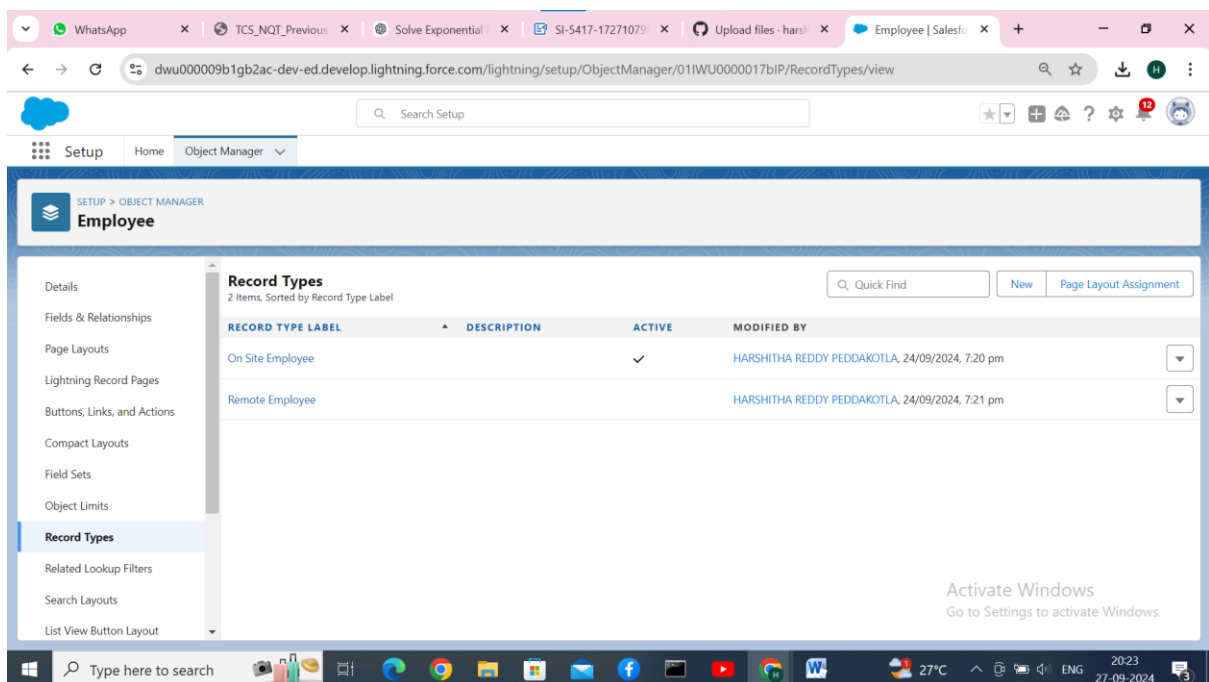 WhatsApp
TCS_NQT_Previous
Solve Exponential
SI-5417-17271079
Upload files - harsh
Employee | Salesfo
dwu000009b1gb2ac-dev-ed.develop.lightning.force.com/lightning/setup/ObjectManager/01IWU0000017bIP/RecordTypes/view
H
Search Setup
12
Setup Home Object Manager
SETUP > OBJECT MANAGER
Employee
Details
Fields & Relationships
Page Layouts
Lightning Record Pages
Buttons, Links, and Actions
Compact Layouts
Field Sets
Object Limits
Record Types
Related Lookup Filters
Search Layouts
List View Button Layout
Record Types
2 Items, Sorted by Record Type Label
Quick Find
New
Page Layout Assignment
RECORD TYPE LABEL DESCRIPTION ACTIVE MODIFIED BY
On Site Employee HARSHITHA REDDY PEDDAKOTLA, 24/09/2024, 7:20 pm
Remote Employee HARSHITHA REDDY PEDDAKOTLA, 24/09/2024, 7:21 pm
Activate Windows
Go to Settings to activate Windows.
Type here to search
27°C
ENG
20:23
27-09-2024
3